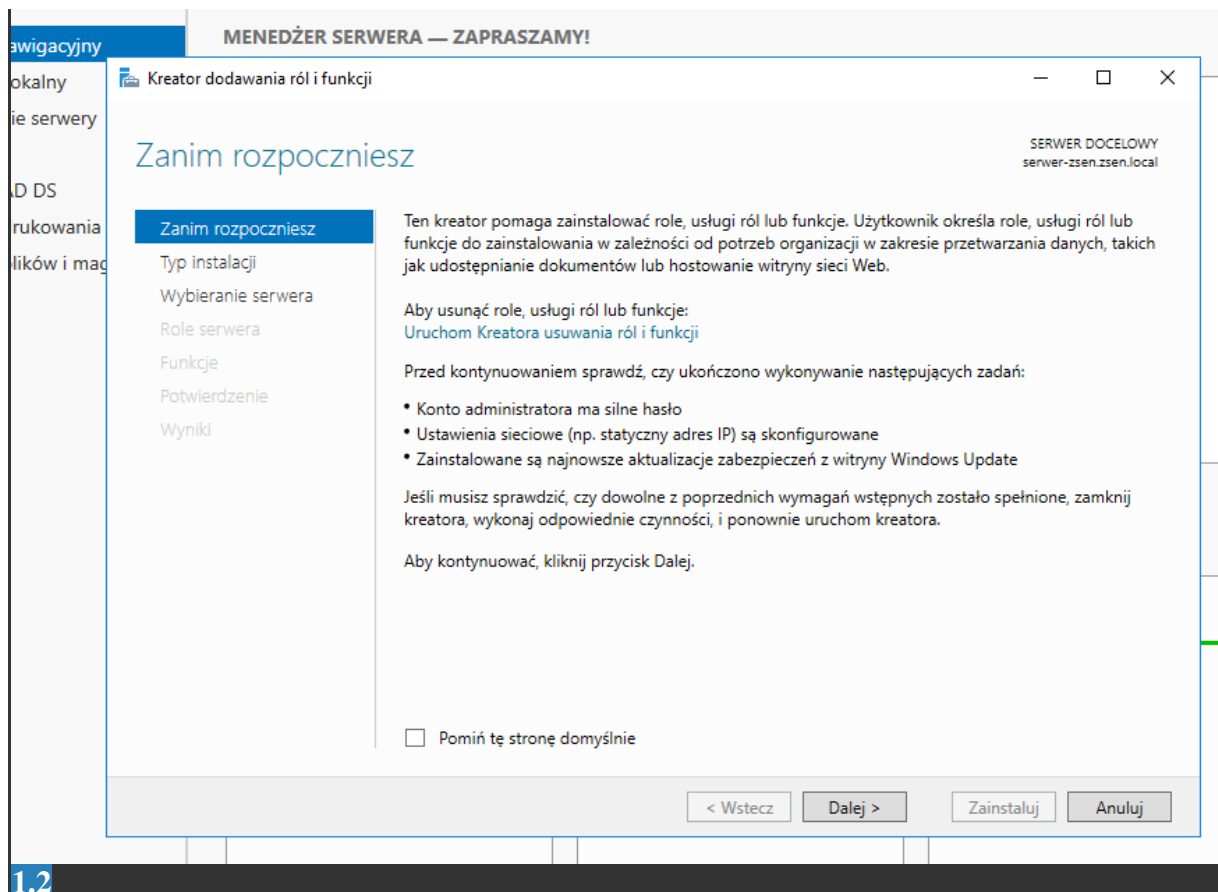 awigacyjny
MENEDŻER SERWERA — ZAPRASZAMY!
okalny
ie serwery
D DS
rukowania
lików i mag
Kreator dodawania ról i funkcji
Zanim rozpoczniesz
SERWER DOCELOWY
serwer-zsen.zsen.local
Zanim rozpoczniesz
Typ instalacji
Wybieranie serwera
Role serwera
Funkcje
Potwierdzenie
Wyniki
Ten kreator pomaga zainstalować role, usługi ról lub funkcje. Użytkownik określa role, usługi ról lub
funkcje do zainstalowania w zależności od potrzeb organizacji w zakresie przetwarzania danych, takich
jak udostępnianie dokumentów lub hostowanie witryny sieci Web.
Aby usunąć role, usługi ról lub funkcje:
Uruchom Kreatora usuwania ról i funkcji
Przed kontynuowaniem sprawdź, czy ukończono wykonywanie następujących zadań:
• Konto administratora ma silne hasło
• Ustawienia sieciowe (np. statyczny adres IP) są skonfigurowane
• Zainstalowane są najnowsze aktualizacje zabezpieczeń z witryny Windows Update
Jeśli musisz sprawdzić, czy dowolne z poprzednich wymagań wstępnych zostało spełnione, zamknij
kreatora, wykonaj odpowiednie czynności, i ponownie uruchom kreatora.
Aby kontynuować, kliknij przycisk Dalej.
Pomiń tę stronę domyślnie
< Wstecz
Dalej >
Zainstaluj
Anuluj
1.2